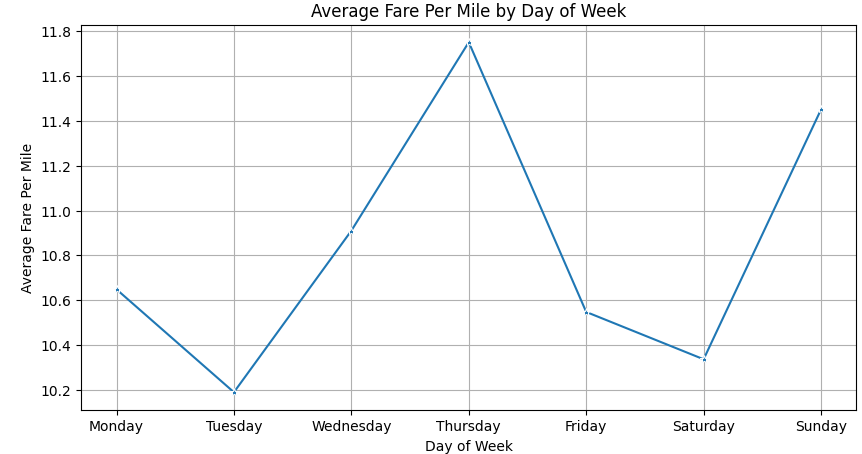 Average Fare Per Mile by Day of Week
11.8
11.6
11.4
11.2
11.0
10.8
10.6
10.4
10.2
Average Fare Per Mile
Monday Tuesday Wednesday Thursday Friday Saturday Sunday
Day of Week